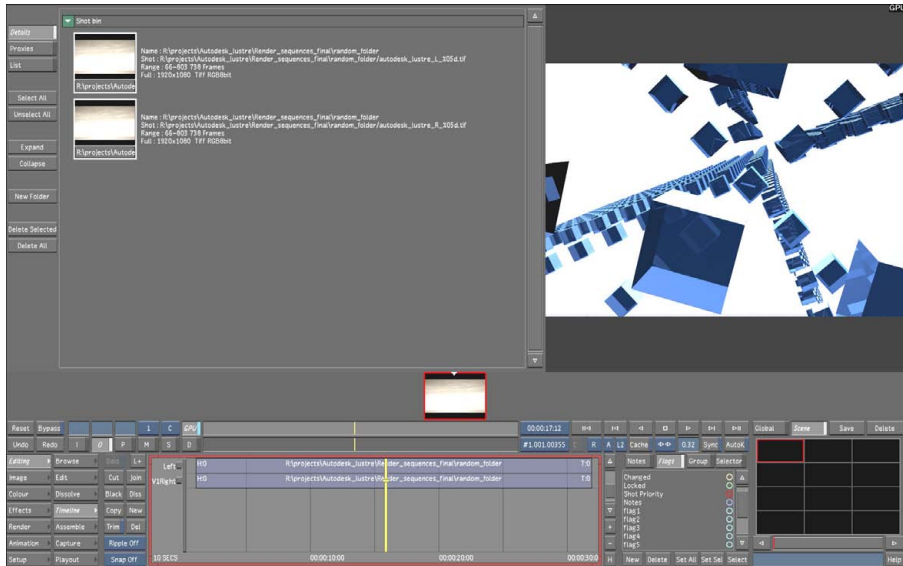 GPU
Shot bin
Details
Proxies
List
Select All
Unselect All
Expand
Collapse
New Folder
Delete Selected
Delete All
Name : R:\projects\Autodesk_lustre\Render_sequences_final\random_folder
Shot : R:\projects\Autodesk_lustre\Render_sequences_final\random_folder/autodesk_lustre_L_%05d.tif
Range : 66-803 738 frames
Full : 1920x1080 Tiff RGB8bit
R:\projects\Autode
Name : R:\projects\Autodesk_lustre\Render_sequences_final\random_folder
Shot : R:\projects\Autodesk_lustre\Render_sequences_final\random_folder/autodesk_lustre_R_%05d.tif
Range : 66-803 738 frames
Full : 1920x1080 Tiff RGB8bit
R:\projects\Autode
Reset Bypass 1 C GPU 00:00:17:12 Global Scene Save Delete
Undo Redo I O P M S D #1.001.00355 C R A L2 Cache 0.32 Sync AutoK
Editing Browse L+ Notes Flags Group Selector
Image Edit Cut Join
Colour Dissolve Black Diss
Effects Timeline Copy New
Render Assemble Trim Del
Animation Capture Ripple Off
Setup Playout Snap Off
Left H:0 R:\projects\Autodesk_lustre\Render_sequences_final\random_folder T:0
V1Right H:0 R:\projects\Autodesk_lustre\Render_sequences_final\random_folder T:0
10 SECS 00:00:10:00 00:00:20:00 00:00:30:0
Changed
Locked
Shot Priority
Notes
flag1
flag2
flag3
flag4
flag5
H New Delete Set All Set Sel Select Help